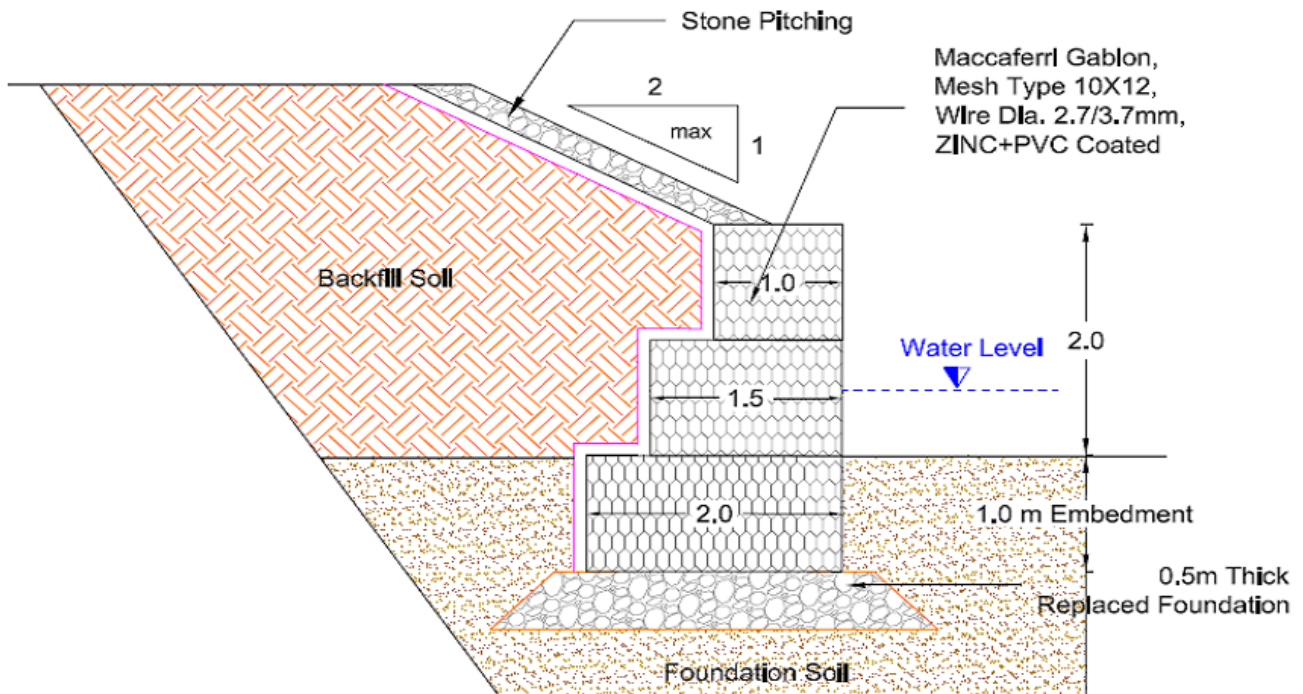 Stone Pitching
Maccaferri Gabion,
Mesh Type 10X12,
Wire Dia. 2.7/3.7mm,
ZINC+PVC Coated
2
max
1
Backfill Soil
1.0
Water Level
2.0
1.5
2.0
1.0 m Embedment
0.5m Thick
Replaced Foundation
Foundation Soil